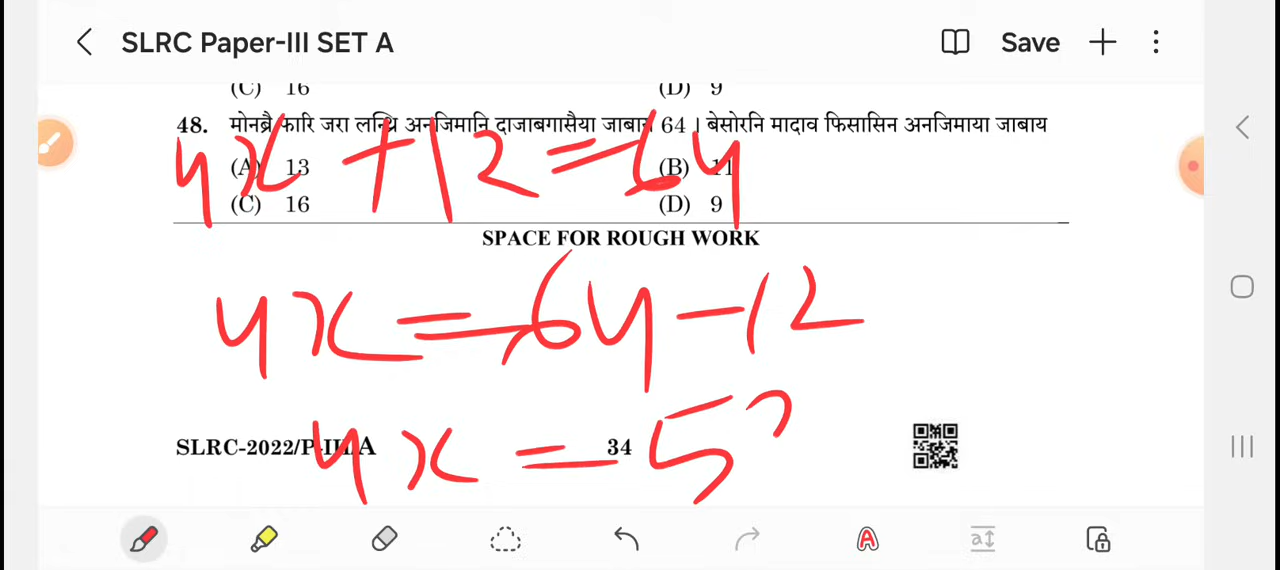 SLRC Paper-III SET A
Save
(C) 16 (D) 9
48. मोनब्रै फारि जरा लन्थि अनजिमानि दाजाबगासैया जाबाय 64 । बेसोरनि मादाव फिसासिन अनजिमाया जाबाय
4x + 12 = 64
(A) 13 (B) 11
(C) 16 (D) 9
SPACE FOR ROUGH WORK
4x = 64 - 12
4x = 5
SLRC-2022/P-III/A 34